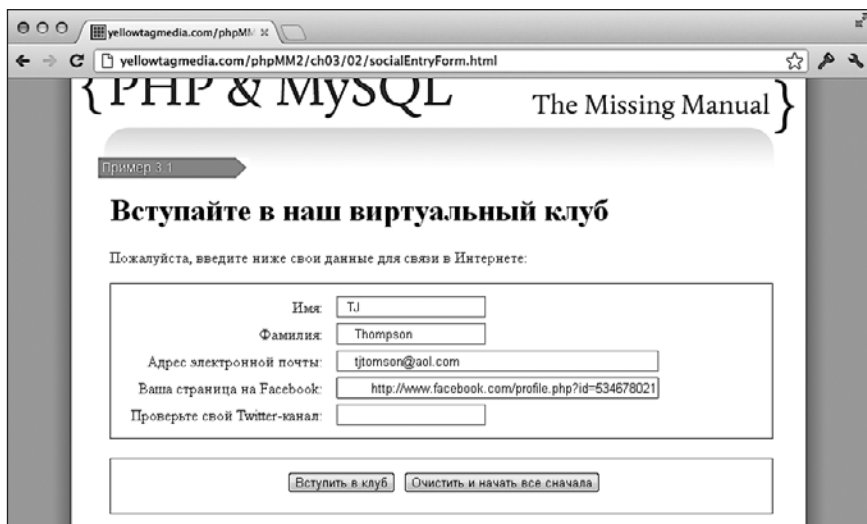 yellowtagmedia.com/phpMM
yellowtagmedia.com/phpMM2/ch03/02/socialEntryForm.html
{PHP & MySQL The Missing Manual}
Пример 3.1
Вступайте в наш виртуальный клуб
Пожалуйста, введите ниже свои данные для связи в Интернете:
Имя: TJ
Фамилия: Thompson
Адрес электронной почты: tjtomson@aol.com
Ваша страница на Facebook: http://www.facebook.com/profile.php?id=534678021
Проверьте свой Twitter-канал:
Вступить в клуб Очистить и начать все сначала